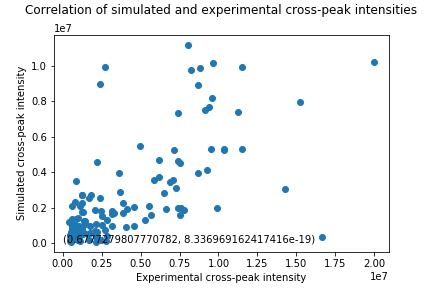 Correlation of simulated and experimental cross-peak intensities
1e7
1.0
0.8
0.6
0.4
0.2
0.0
Simulated cross-peak intensity
8.336969162417416e-19)
0.00 0.25 0.50 0.75 1.00 1.25 1.50 1.75 2.00
Experimental cross-peak intensity
1e7